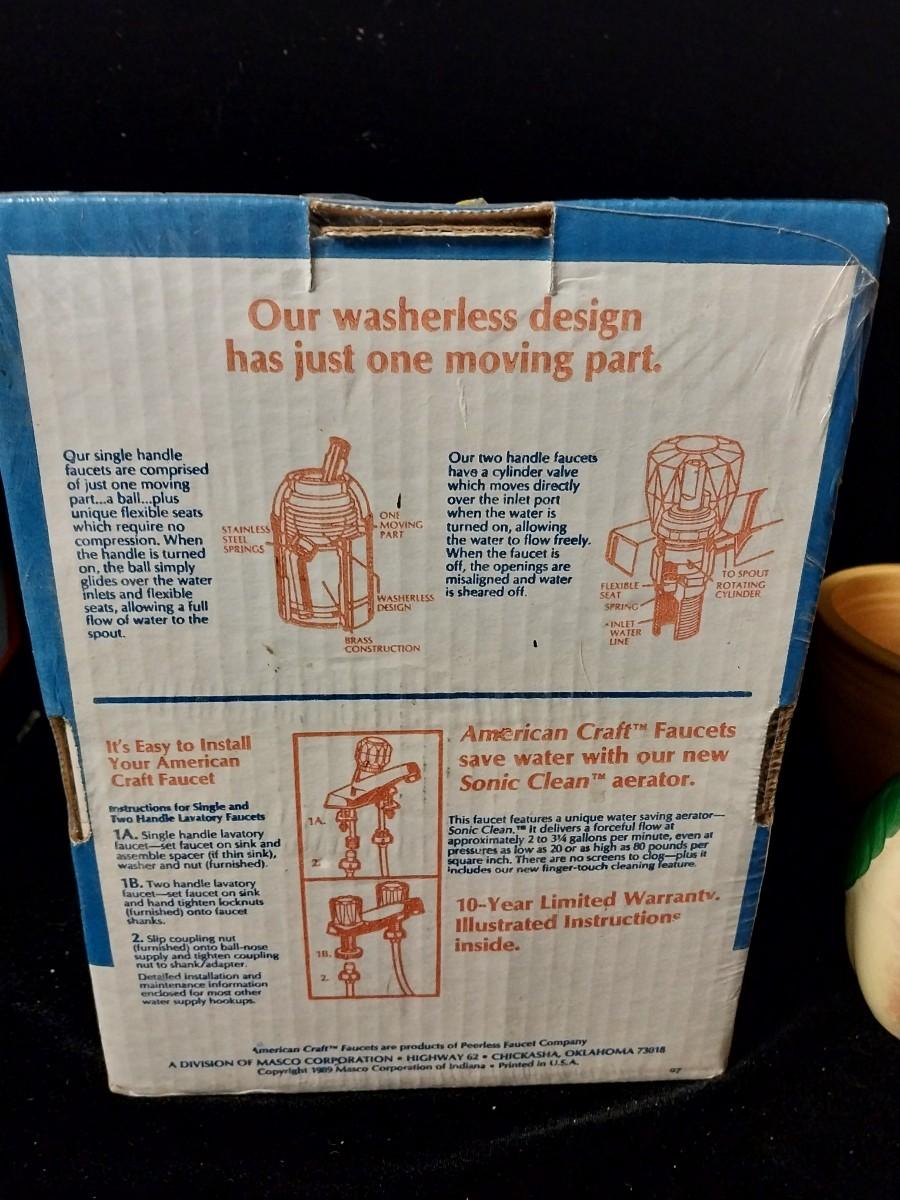 Our washerless design
has just one moving part.
Our single handle
faucets are comprised
of just one moving
part...a ball...plus
unique flexible seats
which require no
compression. When
the handle is turned
on, the ball simply
glides over the water
inlets and flexible
seats, allowing a full
flow of water to the
spout.
STAINLESS
STEEL
SPRINGS
ONE
MOVING
PART
WASHERLESS
DESIGN
BRASS
CONSTRUCTION
Our two handle faucets
have a cylinder valve
which moves directly
over the inlet port
when the water is
turned on, allowing
the water to flow freely.
When the faucet is
off, the openings are
misaligned and water
is sheared off.
FLEXIBLE
SEAT
SPRING
INLET
WATER
LINE
TO SPOUT
ROTATING
CYLINDER
It's Easy to Install
Your American
Craft Faucet
Instructions for Single and
Two Handle Lavatory Faucets
1A. Single handle lavatory
faucet—set faucet on sink and
assemble spacer (if thin sink),
washer and nut (furnished).
1B. Two handle lavatory
faucet—set faucet on sink
and hand tighten locknuts
(furnished) onto faucet
shanks.
2. Slip coupling nut
(furnished) onto ball-nose
supply and tighten coupling
nut to shank/adapter.
Detailed installation and
maintenance information
enclosed for most other
water supply hookups.
1A.
2.
1B.
2.
American Craft™ Faucets
save water with our new
Sonic Clean™ aerator.
This faucet features a unique water saving aerator—
Sonic Clean.™ It delivers a forceful flow at
approximately 2 to 3¼ gallons per minute, even at
pressures as low as 20 or as high as 80 pounds per
square inch. There are no screens to clog—plus it
includes our new finger-touch cleaning feature.
10-Year Limited Warranty.
Illustrated Instructions
inside.
American Craft™ Faucets are products of Peerless Faucet Company
A DIVISION OF MASCO CORPORATION • HIGHWAY 62 • CHICKASHA, OKLAHOMA 73018
Copyright 1989 Masco Corporation of Indiana • Printed in U.S.A.